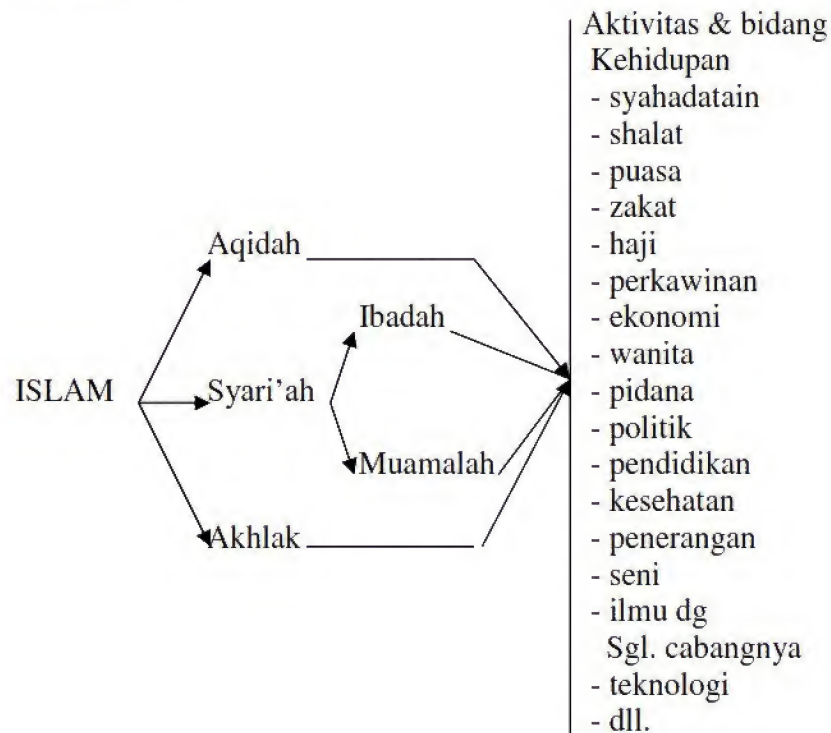 Aktivitas & bidang
Kehidupan
- syahadatain
- shalat
- puasa
- zakat
- haji
- perkawinan
- ekonomi
- wanita
- pidana
- politik
- pendidikan
- kesehatan
- penerangan
- seni
- ilmu dg
Sgl. cabangnya
- teknologi
- dll.
Aqidah
Ibadah
ISLAM
Syari'ah
Muamalah
Akhlak